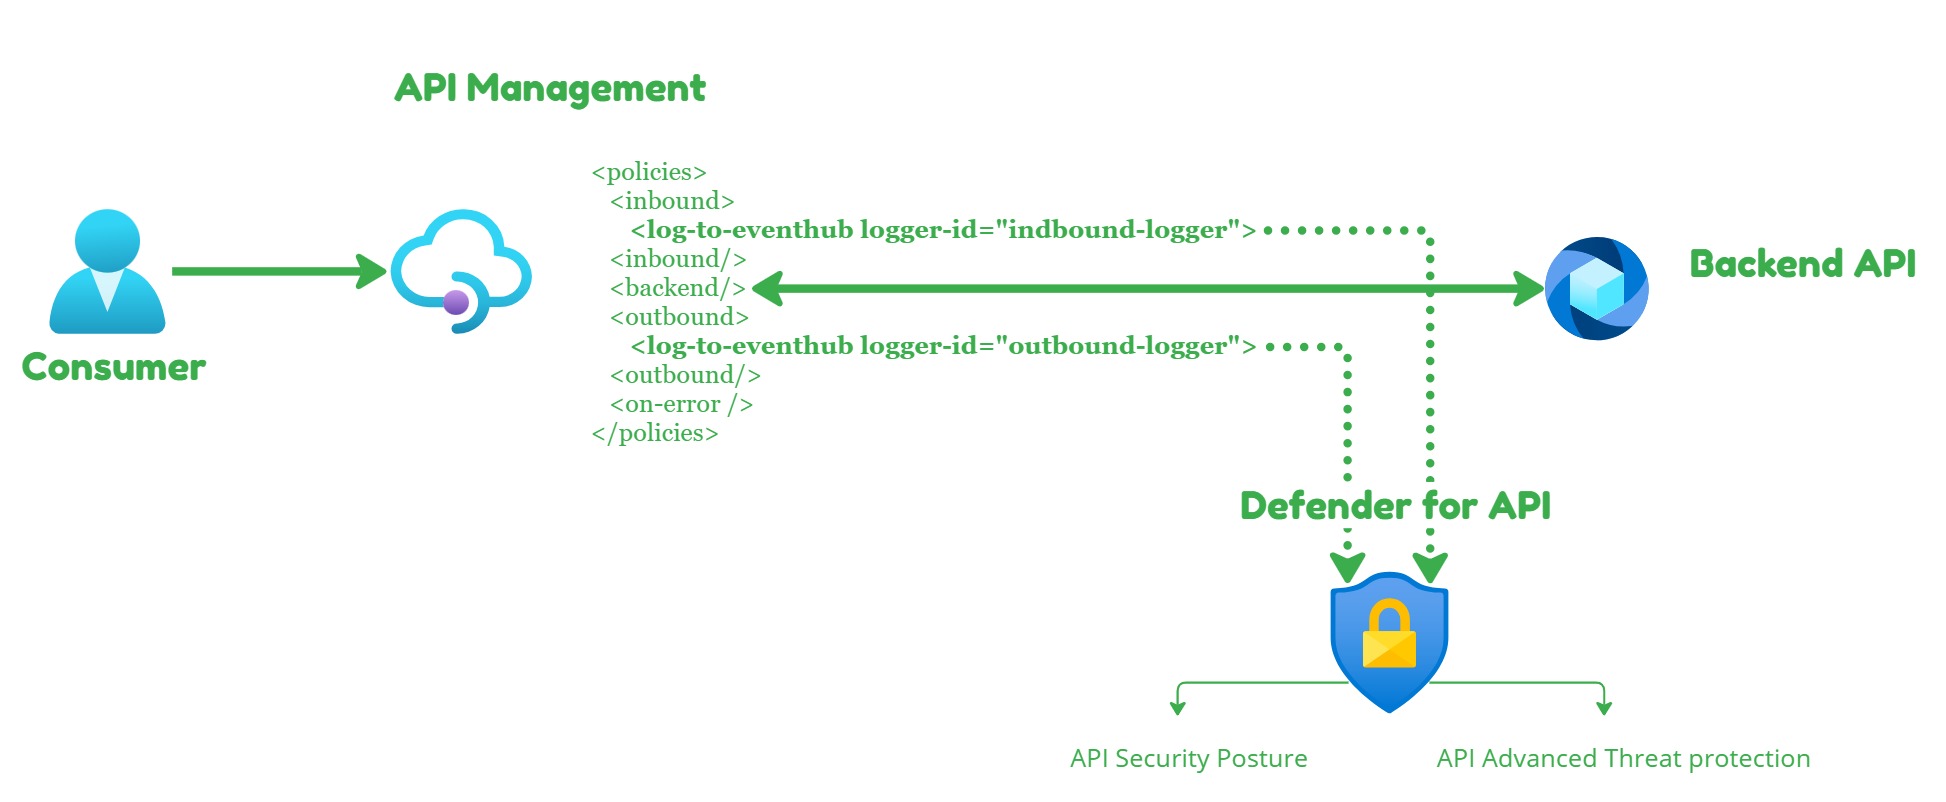 API Management
<policies>
<inbound>
<log-to-eventhub logger-id="indbound-logger">
<inbound/>
<backend/>
<outbound>
<log-to-eventhub logger-id="outbound-logger">
<outbound/>
<on-error />
</policies>
Consumer
Backend API
Defender for API
API Security Posture
API Advanced Threat protection